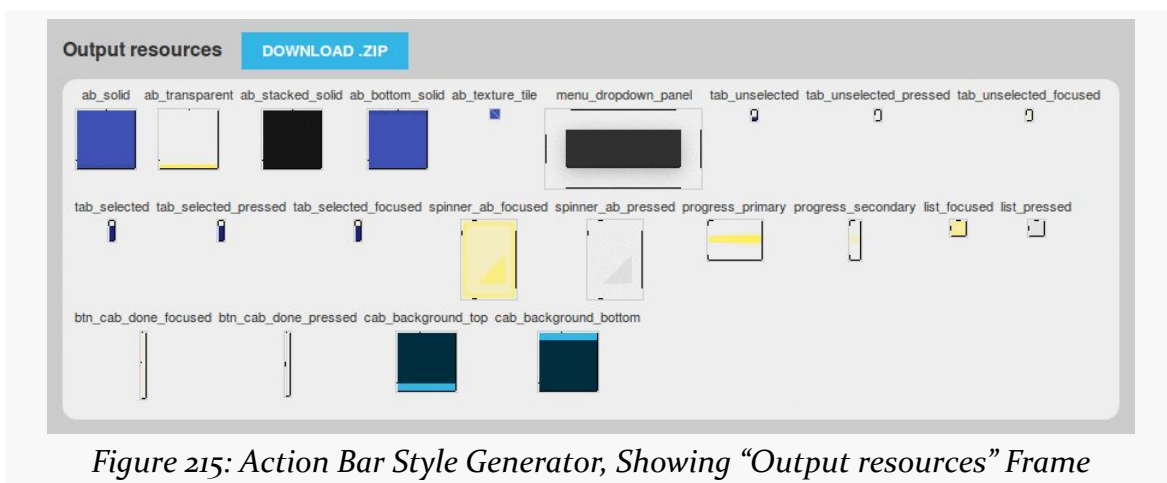 Output resources DOWNLOAD .ZIP
ab_solid ab_transparent ab_stacked_solid ab_bottom_solid ab_texture_tile menu_dropdown_panel tab_unselected tab_unselected_pressed tab_unselected_focused
tab_selected tab_selected_pressed tab_selected_focused spinner_ab_focused spinner_ab_pressed progress_primary progress_secondary list_focused list_pressed
btn_cab_done_focused btn_cab_done_pressed cab_background_top cab_background_bottom
Figure 215: Action Bar Style Generator, Showing “Output resources” Frame